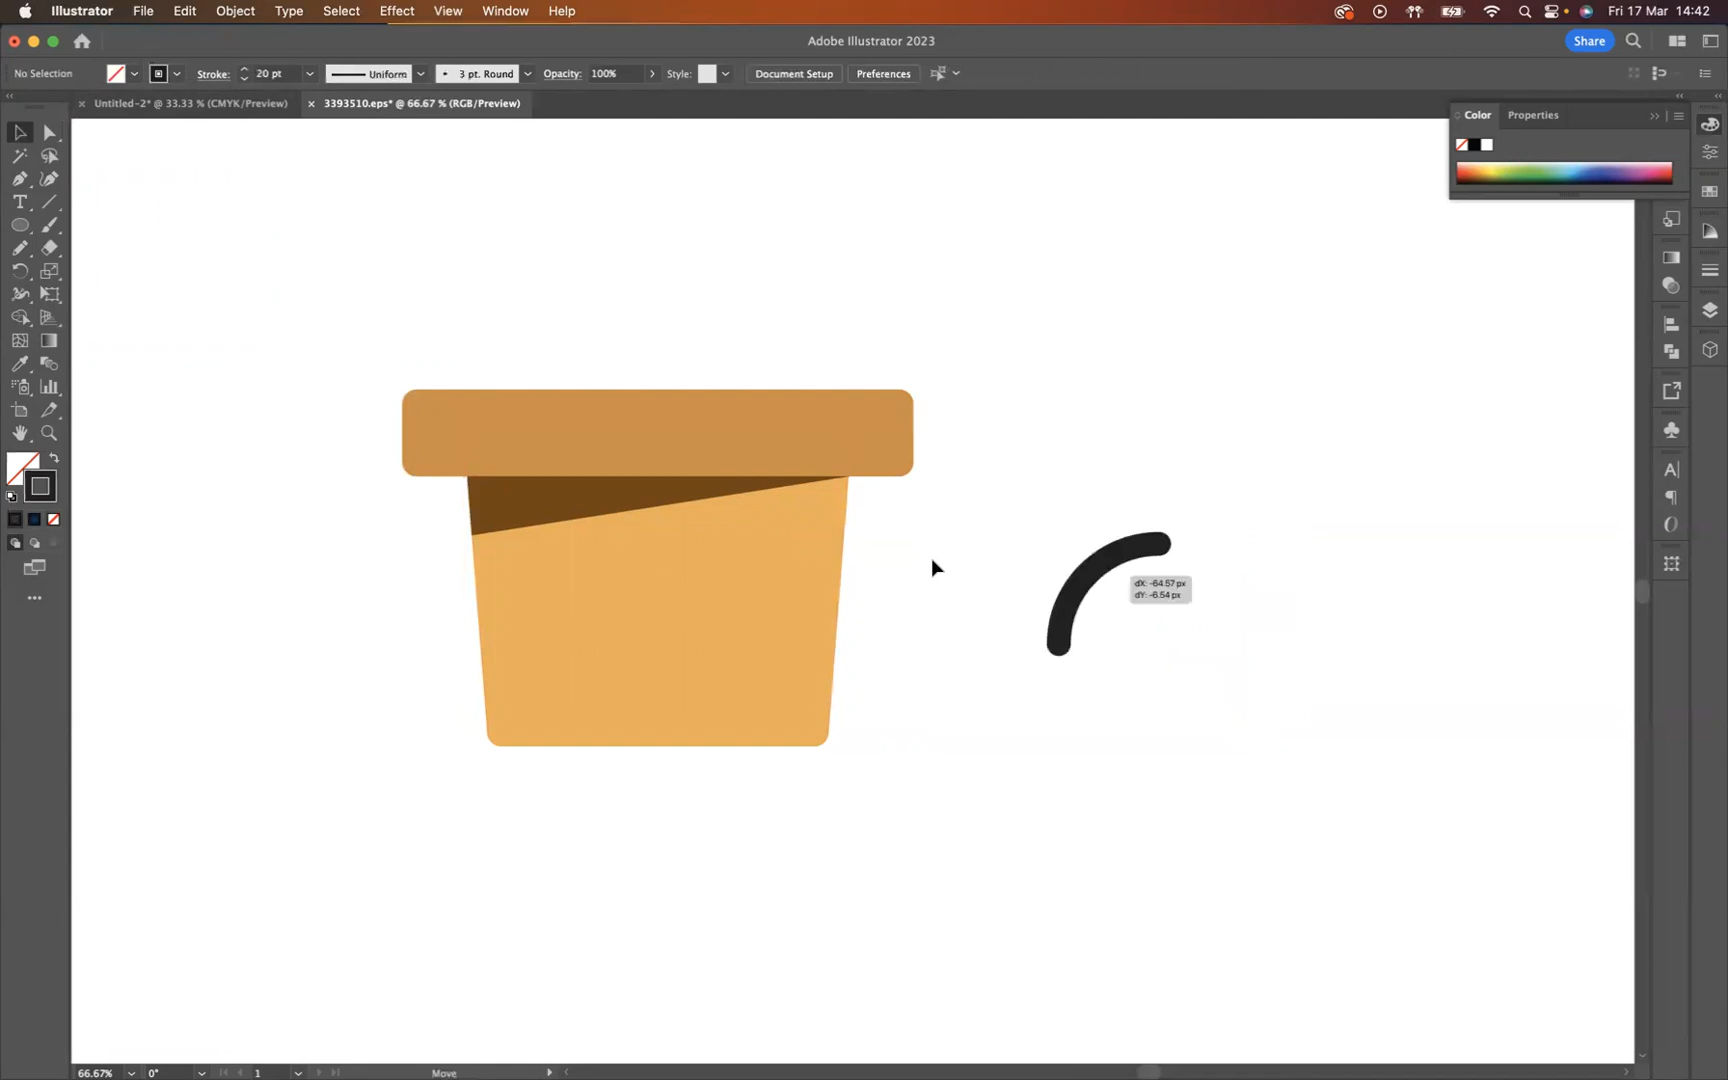 Illustrator File Edit Object Type Select Effect View Window Help Fri 17 Mar 14:42
Adobe Illustrator 2023 Share
No Selection Stroke: 20 pt Uniform 3 pt. Round Opacity: 100% Style: Document Setup Preferences
Untitled-2* @ 33.33 % (CMYK/Preview) 3393510.eps* @ 66.67 % (RGB/Preview)
Color Properties
dX: -64.57 px
dY: -6.54 px
66.67% 0° 1 Move